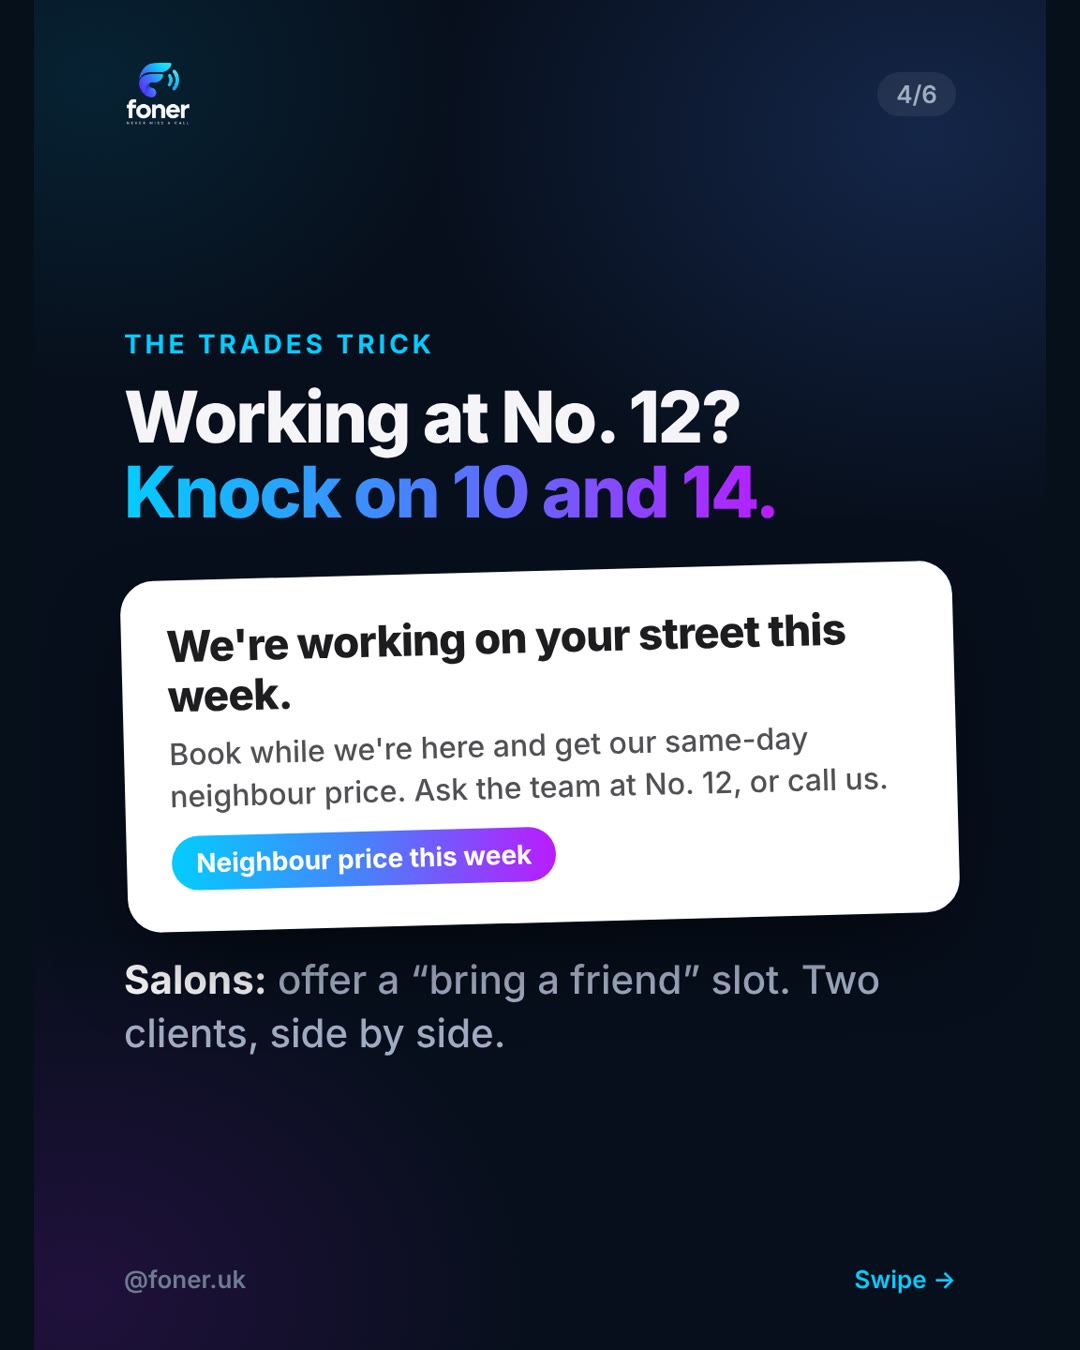 foner
NEVER MISS A CALL
4/6
THE TRADES TRICK
Working at No. 12?
Knock on 10 and 14.
We're working on your street this
week.
Book while we're here and get our same-day
neighbour price. Ask the team at No. 12, or call us.
Neighbour price this week
Salons: offer a “bring a friend” slot. Two
clients, side by side.
@foner.uk
Swipe →